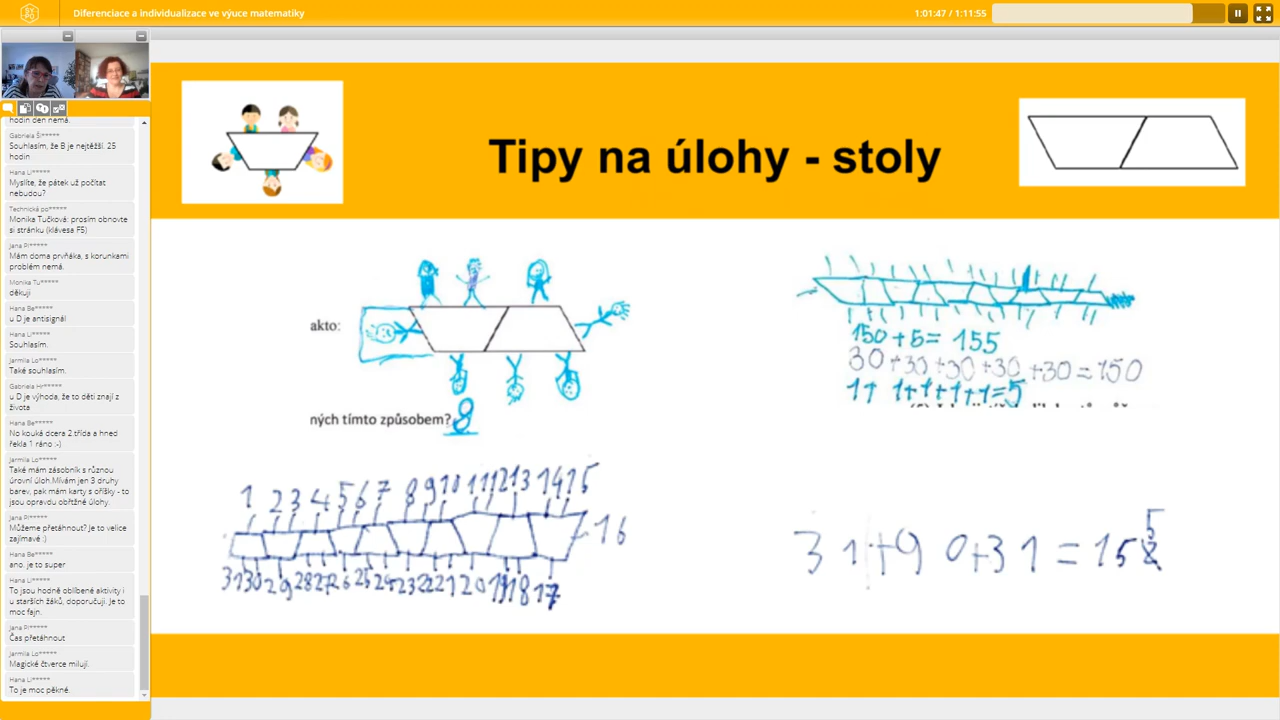 Diferenciace a individualizace ve výuce matematiky
1:01:47 / 1:11:55
hodin den nemá.
Gabriela Sl*****
Souhlasím, že B je nejtěžší. 25
hodin
Hana Li*****
Myslíte, že pátek už počítat
nebudou?
Technická po*****
Monika Tučková: prosím obnovte
si stránku (klávesa F5)
Jana Pi*****
Mám doma prvňáka, s korunkami
problém nemá.
Monika Tu*****
děkuji
Hana Be*****
u D je antisignál
Hana Li*****
Souhlasím.
Jarmila Lo*****
Také souhlasím.
Gabriela Hr*****
u D je výhoda, že to děti znají z
života
Hana Be*****
No kouká dcera 2.třída a hned
řekla 1 ráno :-)
Jarmila Lo*****
Také mám zásobník s různou
úrovní úloh.Mívám jen 3 druhy
barev, pak mám karty s oříšky - to
jsou opravdu obřtížné úlohy.
Jana Pi*****
Můžeme přetáhnout? Je to velice
zajímavé :)
Hana Be*****
ano, je to super
Hana Li*****
To jsou hodně oblíbené aktivity i
u starších žáků, doporučuji. Je to
moc fajn.
Jana Pi*****
Čas přetáhnout
Jarmila Lo*****
Magické čtverce milují.
Hana Li*****
To je moc pěkné.
Tipy na úlohy - stoly
akto:
ných tímto způsobem? 8
150+5= 155
30+30+30+30+30=150
1+ 1+1+1+1=5
1 2 3 4 5 6 7 8 9 10 11 12 13 14 15
16
31 30 29 28 27 26 25 24 23 22 21 20 19 18 17
31+90+31=15
5